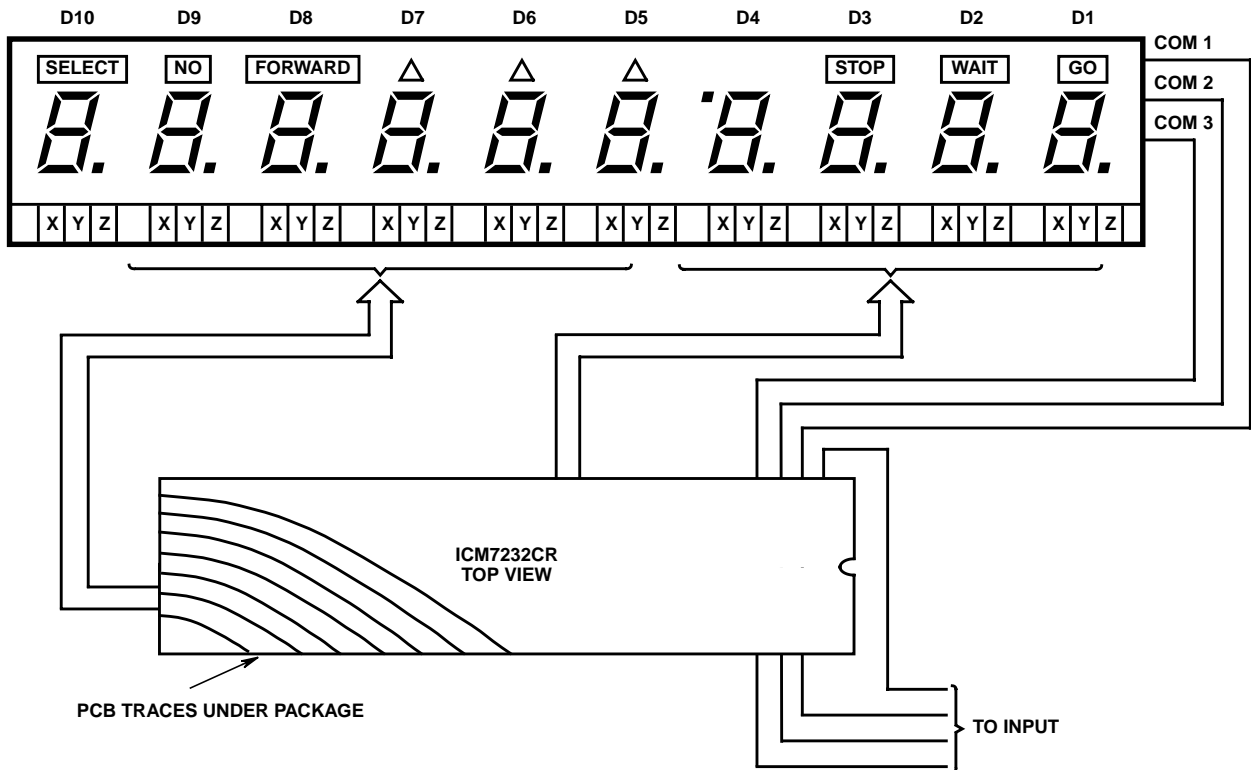 D10 D9 D8 D7 D6 D5 D4 D3 D2 D1
COM 1
SELECT NO FORWARD STOP WAIT GO
COM 2
COM 3
X Y Z X Y Z X Y Z X Y Z X Y Z X Y Z X Y Z X Y Z X Y Z X Y Z
ICM7232CR
TOP VIEW
PCB TRACES UNDER PACKAGE
TO INPUT